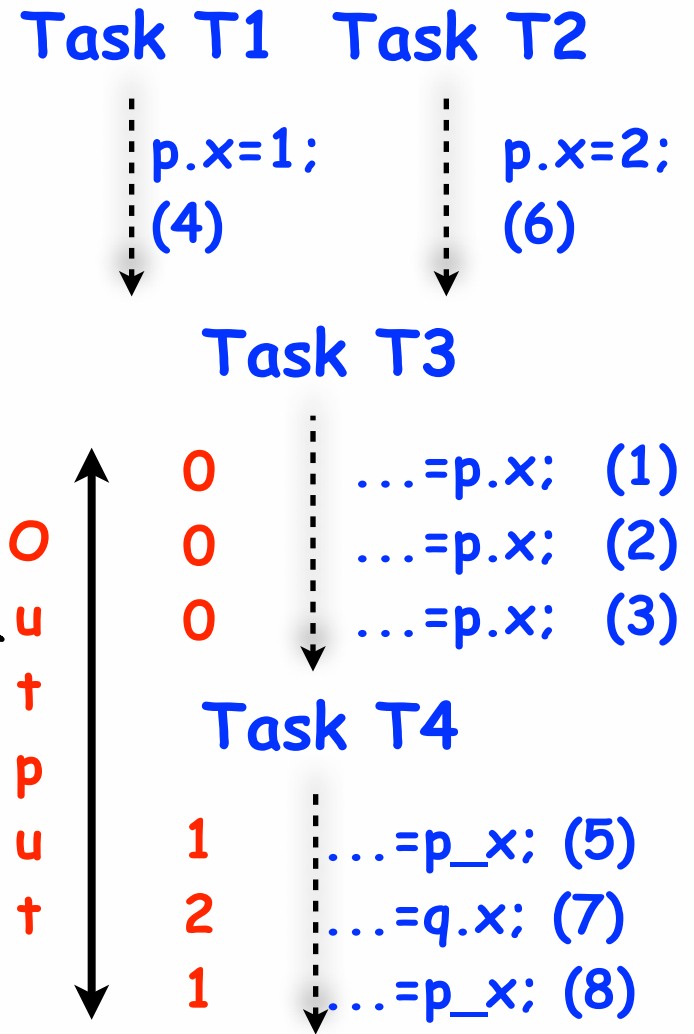 Task T1 Task T2
p.x=1; p.x=2;
(4) (6)
Task T3
0 ...=p.x; (1)
0 ...=p.x; (2)
0 ...=p.x; (3)
Output
Task T4
1 ...=p_x; (5)
2 ...=q.x; (7)
1 ...=p_x; (8)